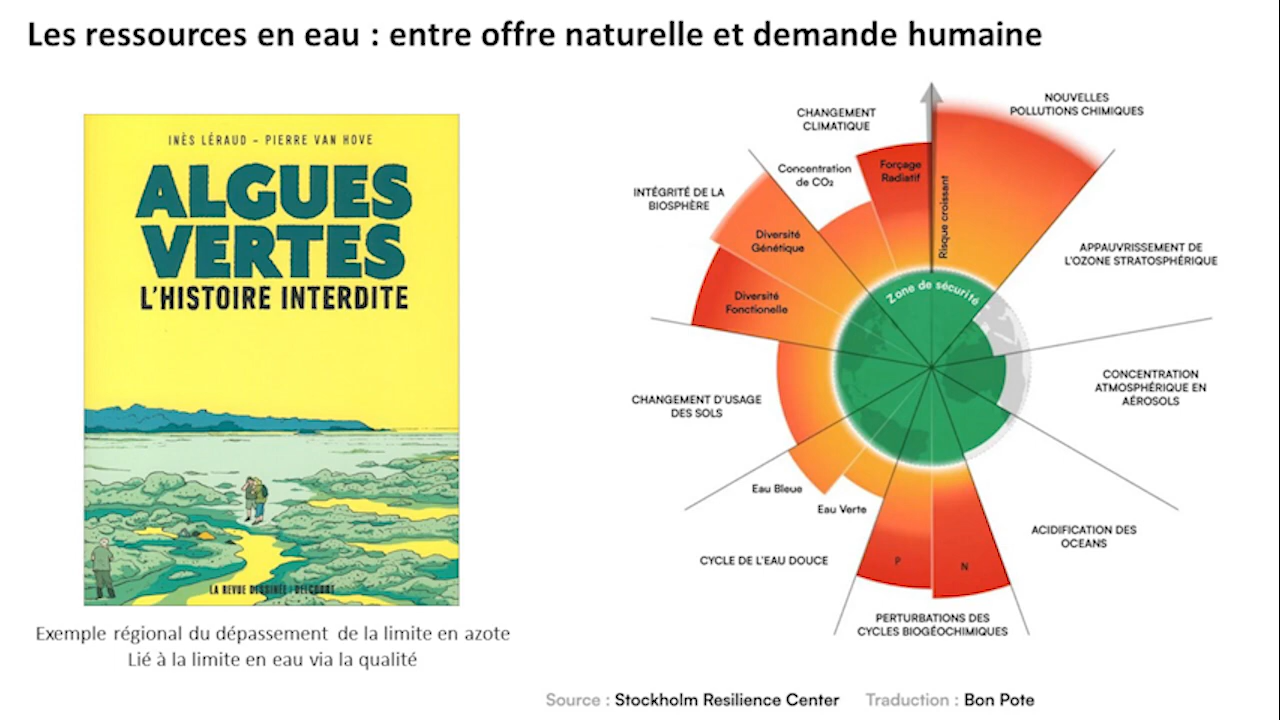 Les ressources en eau : entre offre naturelle et demande humaine
INÈS LÉRAUD – PIERRE VAN HOVE
ALGUES
VERTES
L'HISTOIRE INTERDITE
LA REVUE DESSINÉE | DELCOURT
Exemple régional du dépassement de la limite en azote
Lié à la limite en eau via la qualité
NOUVELLES
POLLUTIONS CHIMIQUES
CHANGEMENT
CLIMATIQUE
Concentration
de CO₂
Forçage
Radiatif
Risque croissant
INTÉGRITÉ DE LA
BIOSPHÈRE
Diversité
Génétique
Diversité
Fonctionelle
APPAUVRISSEMENT DE
L'OZONE STRATOSPHÉRIQUE
Zone de sécurité
CONCENTRATION
ATMOSPHÉRIQUE EN
AÉROSOLS
CHANGEMENT D'USAGE
DES SOLS
Eau Bleue
Eau Verte
CYCLE DE L'EAU DOUCE
P
N
ACIDIFICATION DES
OCEANS
PERTURBATIONS DES
CYCLES BIOGÉOCHIMIQUES
Source : Stockholm Resilience Center Traduction : Bon Pote